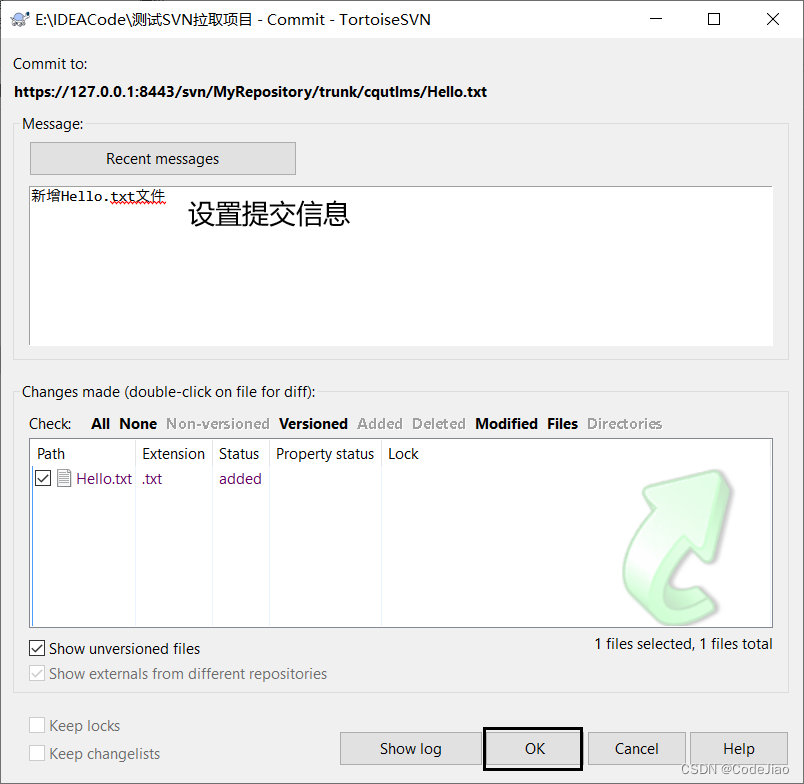 E:\IDEACode\测试SVN拉取项目 - Commit - TortoiseSVN
Commit to:
https://127.0.0.1:8443/svn/MyRepository/trunk/cqutlms/Hello.txt
Message:
Recent messages
新增Hello.txt文件
设置提交信息
Changes made (double-click on file for diff):
Check: All None Non-versioned Versioned Added Deleted Modified Files Directories
Path Extension Status Property status Lock
Hello.txt .txt added
Show unversioned files
1 files selected, 1 files total
Show externals from different repositories
Keep locks
Keep changelists
Show log OK Cancel Help
CSDN @CodeJiao